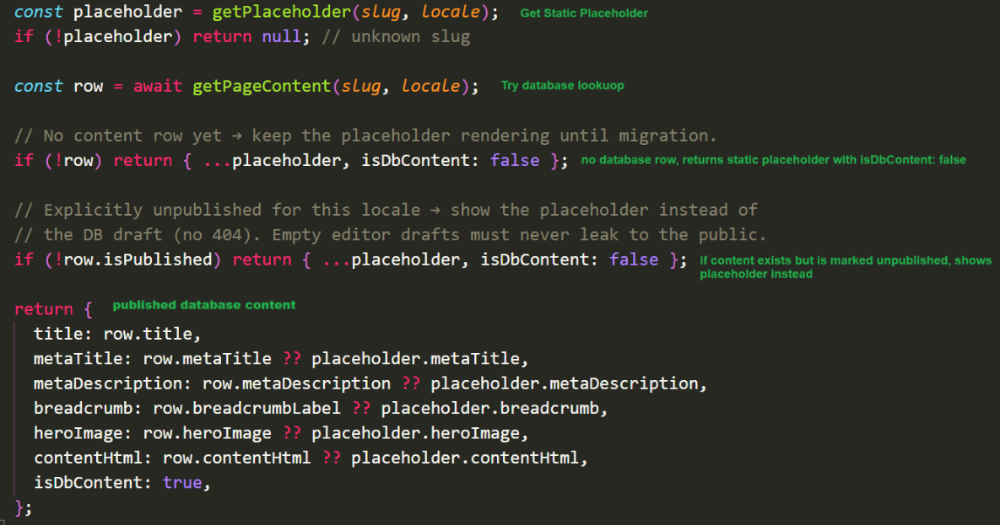 const placeholder = getPlaceholder(slug, locale); Get Static Placeholder
if (!placeholder) return null; // unknown slug
const row = await getPageContent(slug, locale); Try database lookuop
// No content row yet → keep the placeholder rendering until migration.
if (!row) return { ...placeholder, isDbContent: false }; no database row, returns static placeholder with isDbContent: false
// Explicitly unpublished for this locale → show the placeholder instead of
// the DB draft (no 404). Empty editor drafts must never leak to the public.
if (!row.isPublished) return { ...placeholder, isDbContent: false }; if content exists but is marked unpublished, shows
placeholder instead
return { published database content
title: row.title,
metaTitle: row.metaTitle ?? placeholder.metaTitle,
metaDescription: row.metaDescription ?? placeholder.metaDescription,
breadcrumb: row.breadcrumbLabel ?? placeholder.breadcrumb,
heroImage: row.heroImage ?? placeholder.heroImage,
contentHtml: row.contentHtml ?? placeholder.contentHtml,
isDbContent: true,
};